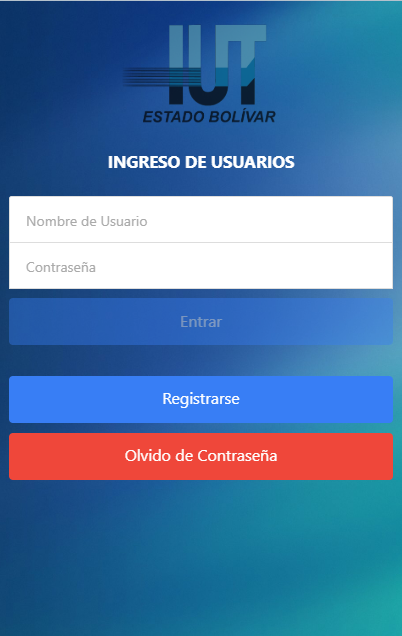 IUT
ESTADO BOLÍVAR
INGRESO DE USUARIOS
Nombre de Usuario
Contraseña
Entrar
Registrarse
Olvido de Contraseña